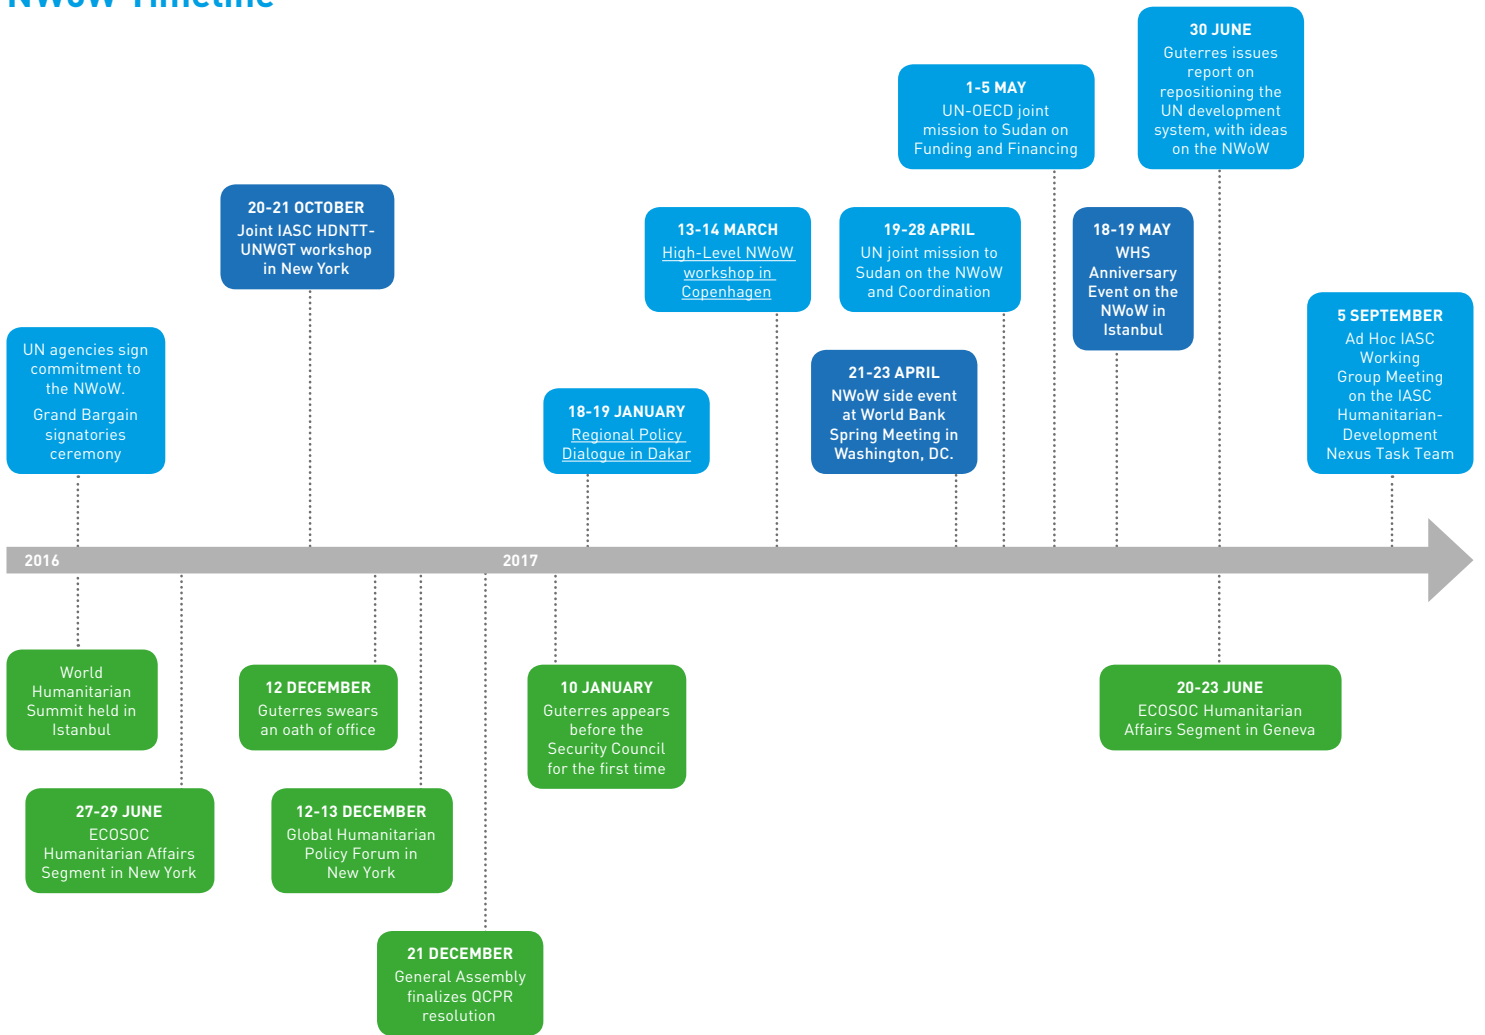 NWoW Timeline
30 JUNE
Guterres issues
report on
repositioning the
UN development
system, with ideas
on the NWoW
1-5 MAY
UN-OECD joint
mission to Sudan on
Funding and Financing
20-21 OCTOBER
Joint IASC HDNTT-
UNWGT workshop
in New York
13-14 MARCH
High-Level NWoW
workshop in
Copenhagen
19-28 APRIL
UN joint mission to
Sudan on the NWoW
and Coordination
18-19 MAY
WHS
Anniversary
Event on the
NWoW in
Istanbul
5 SEPTEMBER
Ad Hoc IASC
Working
Group Meeting
on the IASC
Humanitarian-
Development
Nexus Task Team
UN agencies sign
commitment to
the NWoW.
Grand Bargain
signatories
ceremony
21-23 APRIL
NWoW side event
at World Bank
Spring Meeting in
Washington, DC.
18-19 JANUARY
Regional Policy
Dialogue in Dakar
2016
2017
World
Humanitarian
Summit held in
Istanbul
12 DECEMBER
Guterres swears
an oath of office
10 JANUARY
Guterres appears
before the
Security Council
for the first time
20-23 JUNE
ECOSOC Humanitarian
Affairs Segment in Geneva
27-29 JUNE
ECOSOC
Humanitarian Affairs
Segment in New York
12-13 DECEMBER
Global Humanitarian
Policy Forum in
New York
21 DECEMBER
General Assembly
finalizes QCPR
resolution